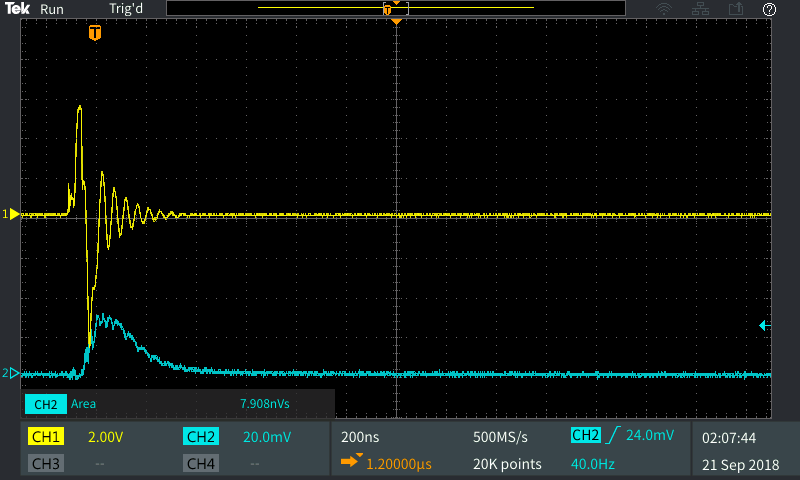 Tek Run Trig'd T ?
T
1
2
CH2 Area 7.908nVs
CH1 2.00V CH2 20.0mV 200ns 500MS/s CH2 24.0mV 02:07:44
CH3 -- CH4 -- 1.20000µs 20K points 40.0Hz 21 Sep 2018